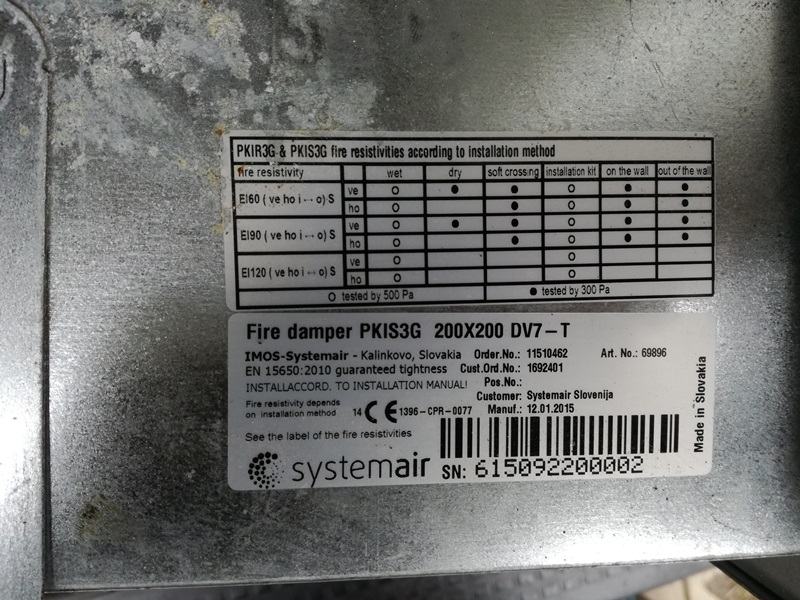 PKIR3G & PKIS3G fire resistivities according to installation method
fire resistivity wet dry soft crossing installation kit on the wall out of the wall
EI60 ( ve ho i ↔ o) S ve O ● ● O ● ●
ho O ● O ● ●
EI90 ( ve ho i ↔ o) S ve O ● ● O ● ●
ho O ● O ● ●
EI120 ( ve ho i ↔ o) S ve O O
ho O O
O tested by 500 Pa ● tested by 300 Pa
Fire damper PKIS3G 200X200 DV7-T
IMOS-Systemair - Kalinkovo, Slovakia Order.No.: 11510462 Art. No.: 69896
EN 15650:2010 guaranteed tightness Cust.Ord.No.: 1692401
INSTALLACCORD. TO INSTALLATION MANUAL! Pos.No.:
Customer: Systemair Slovenija
Fire resistivity depends
on installation method 14 CE 1396-CPR-0077 Manuf.: 12.01.2015
See the label of the fire resistivities
systemair SN: 615092200002
Made in Slovakia